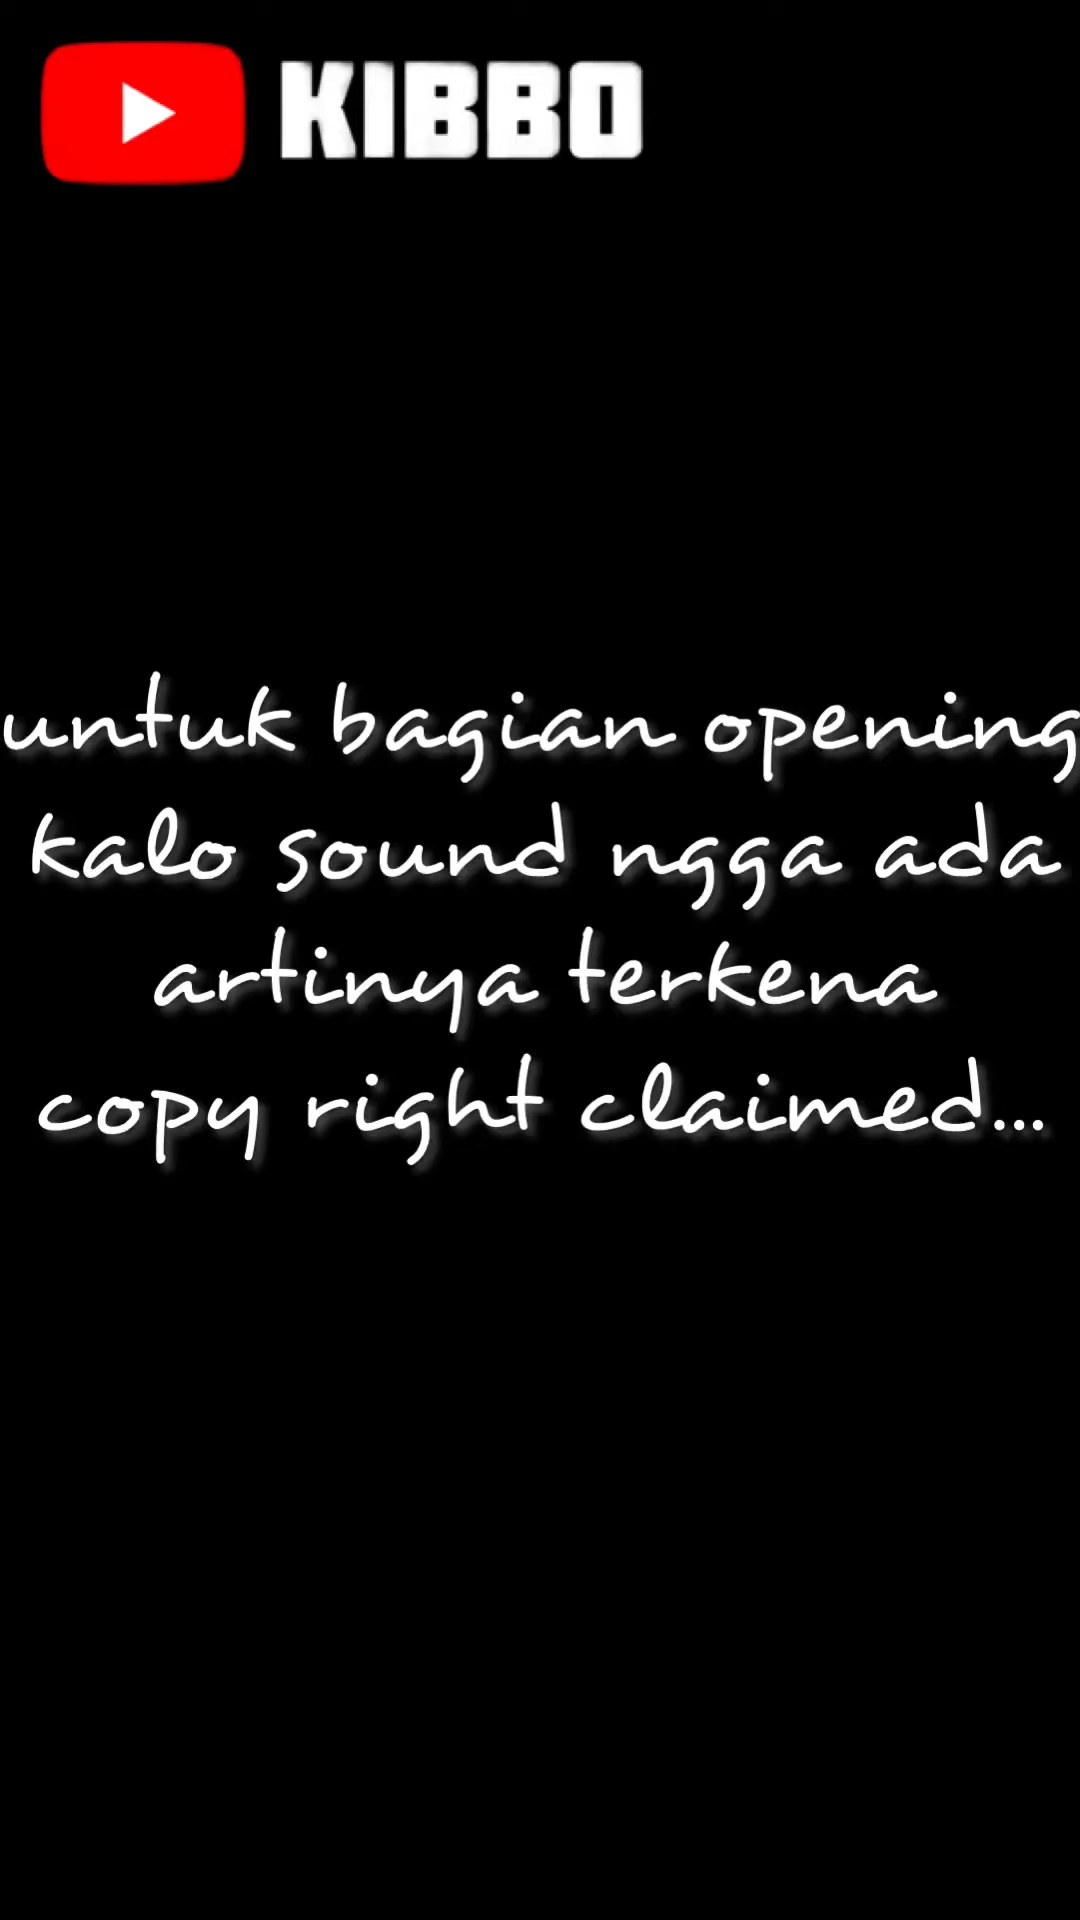 KIBBO
untuk bagian opening
kalo sound ngga ada
artinya terkena
copy right claimed...